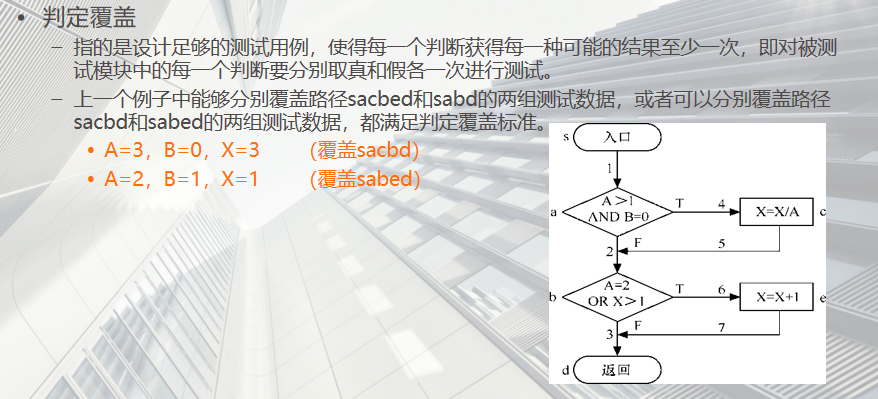 • 判定覆盖
– 指的是设计足够的测试用例，使得每一个判断获得每一种可能的结果至少一次，即对被测
试模块中的每一个判断要分别取真和假各一次进行测试。
– 上一个例子中能够分别覆盖路径sacbed和sabd的两组测试数据，或者可以分别覆盖路径
sacbd和sabed的两组测试数据，都满足判定覆盖标准。
• A=3，B=0，X=3 （覆盖sacbd）
• A=2，B=1，X=1 （覆盖sabed）
s 入口
1
a A＞1 T 4 X=X/A c
AND B=0
2 F 5
b A=2 T 6 X=X+1 e
OR X＞1
3 F 7
d 返回